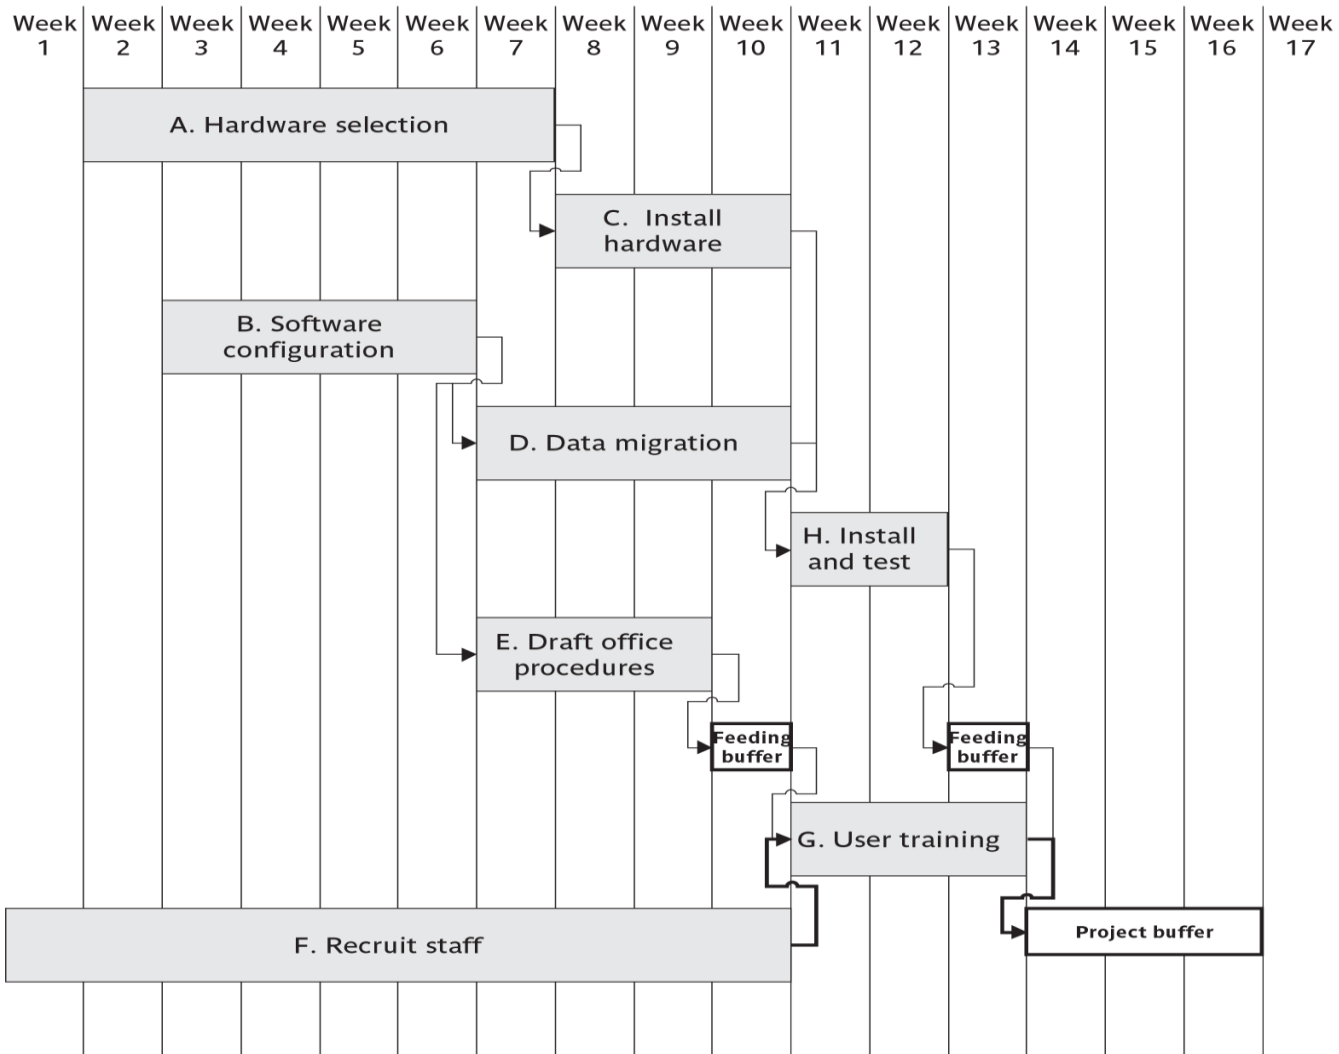 Week Week Week Week Week Week Week Week Week Week Week Week Week Week Week Week Week
1 2 3 4 5 6 7 8 9 10 11 12 13 14 15 16 17
A. Hardware selection
C. Install
hardware
B. Software
configuration
D. Data migration
H. Install
and test
E. Draft office
procedures
Feeding
buffer
Feeding
buffer
G. User training
Project buffer
F. Recruit staff